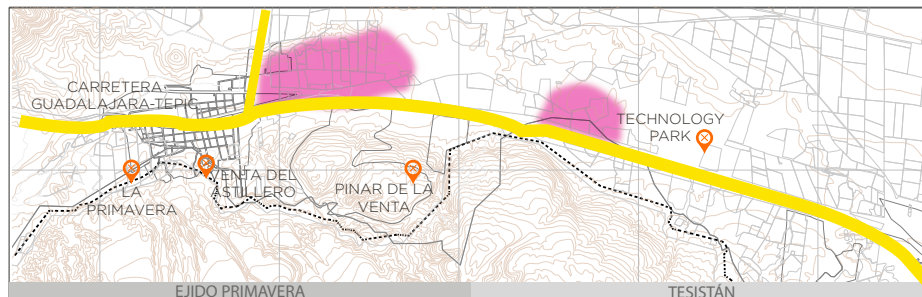 CARRETERA
GUADALAJARA-TEPIC
TECHNOLOGY
PARK
LA
PRIMAVERA
VENTA DEL
ASTILLERO
PINAR DE LA
VENTA
EJIDO PRIMAVERA
TESISTÁN